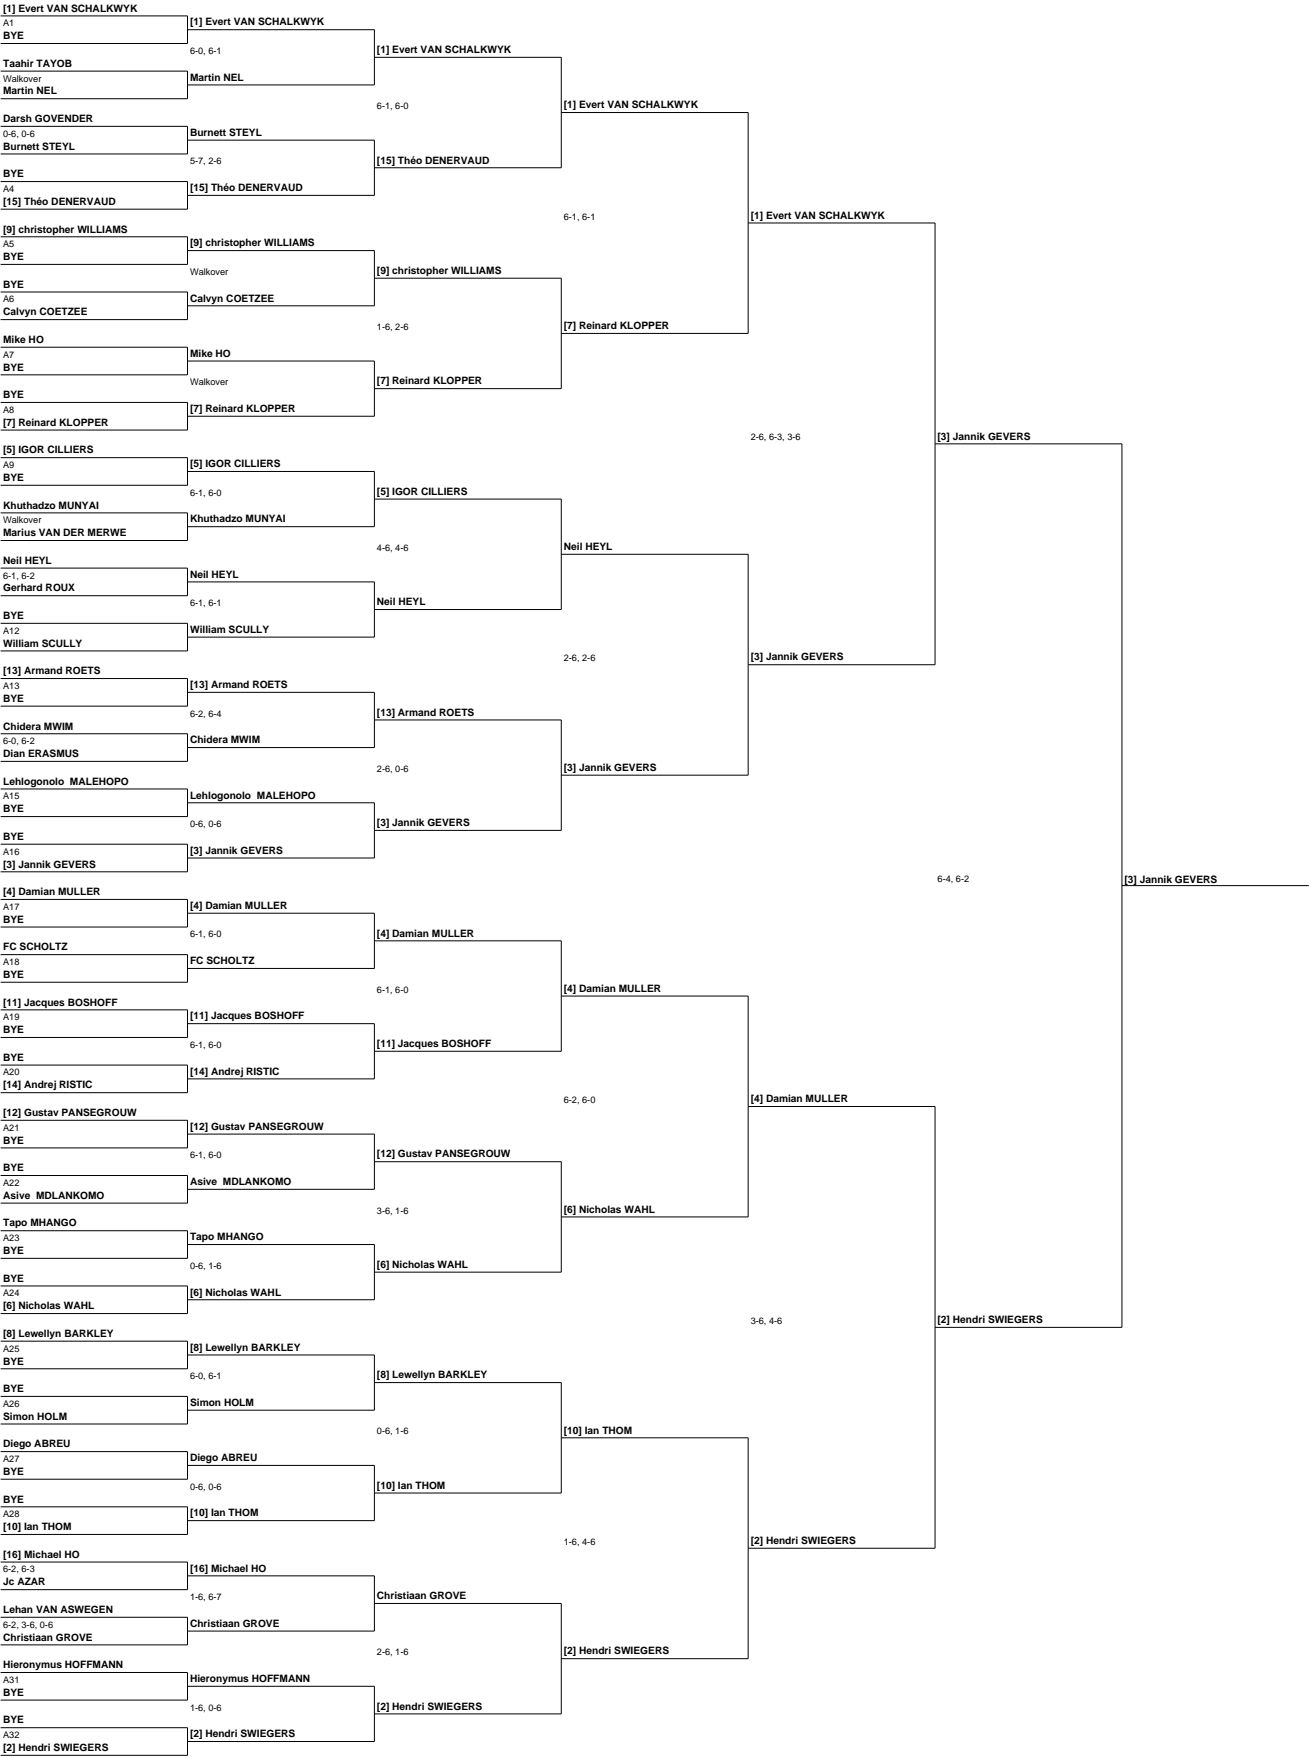 [1] Evert VAN SCHALKWYK
A1
BYE
Taahir TAYOB
Walkover
Martin NEL
Darsh GOVENDER
0-6, 0-6
Burnett STEYL
BYE
A4
[15] Théo DENERVAUD
[9] christopher WILLIAMS
A5
BYE
BYE
A6
Calvyn COETZEE
Mike HO
A7
BYE
BYE
A8
[7] Reinard KLOPPER
[5] IGOR CILLIERS
A9
BYE
Khuthadzo MUNYAI
Walkover
Marius VAN DER MERWE
Neil HEYL
6-1, 6-2
Gerhard ROUX
BYE
A12
William SCULLY
[13] Armand ROETS
A13
BYE
Chidera MWIM
6-0, 6-2
Dian ERASMUS
Lehlogonolo  MALEHOPO
A15
BYE
BYE
A16
[3] Jannik GEVERS
[4] Damian MULLER
A17
BYE
FC SCHOLTZ
A18
BYE
[11] Jacques BOSHOFF
A19
BYE
BYE
A20
[14] Andrej RISTIC
[12] Gustav PANSEGROUW
A21
BYE
BYE
A22
Asive  MDLANKOMO
Tapo MHANGO
A23
BYE
BYE
A24
[6] Nicholas WAHL
[8] Lewellyn BARKLEY
A25
BYE
BYE
A26
Simon HOLM
Diego ABREU
A27
BYE
BYE
A28
[10] Ian THOM
[16] Michael HO
6-2, 6-3
Jc AZAR
Lehan VAN ASWEGEN
6-2, 3-6, 0-6
Christiaan GROVE
Hieronymus HOFFMANN
A31
BYE
BYE
A32
[2] Hendri SWIEGERS
[1] Evert VAN SCHALKWYK
6-0, 6-1
Martin NEL
Burnett STEYL
5-7, 2-6
[15] Théo DENERVAUD
[9] christopher WILLIAMS
Walkover
Calvyn COETZEE
Mike HO
Walkover
[7] Reinard KLOPPER
[5] IGOR CILLIERS
6-1, 6-0
Khuthadzo MUNYAI
Neil HEYL
6-1, 6-1
William SCULLY
[13] Armand ROETS
6-2, 6-4
Chidera MWIM
Lehlogonolo  MALEHOPO
0-6, 0-6
[3] Jannik GEVERS
[4] Damian MULLER
6-1, 6-0
FC SCHOLTZ
[11] Jacques BOSHOFF
6-1, 6-0
[14] Andrej RISTIC
[12] Gustav PANSEGROUW
6-1, 6-0
Asive  MDLANKOMO
Tapo MHANGO
0-6, 1-6
[6] Nicholas WAHL
[8] Lewellyn BARKLEY
6-0, 6-1
Simon HOLM
Diego ABREU
0-6, 0-6
[10] Ian THOM
[16] Michael HO
1-6, 6-7
Christiaan GROVE
Hieronymus HOFFMANN
1-6, 0-6
[2] Hendri SWIEGERS
[1] Evert VAN SCHALKWYK
6-1, 6-0
[15] Théo DENERVAUD
[9] christopher WILLIAMS
1-6, 2-6
[7] Reinard KLOPPER
[5] IGOR CILLIERS
4-6, 4-6
Neil HEYL
[13] Armand ROETS
2-6, 0-6
[3] Jannik GEVERS
[4] Damian MULLER
6-1, 6-0
[11] Jacques BOSHOFF
[12] Gustav PANSEGROUW
3-6, 1-6
[6] Nicholas WAHL
[8] Lewellyn BARKLEY
0-6, 1-6
[10] Ian THOM
Christiaan GROVE
2-6, 1-6
[2] Hendri SWIEGERS
[1] Evert VAN SCHALKWYK
6-1, 6-1
[7] Reinard KLOPPER
Neil HEYL
2-6, 2-6
[3] Jannik GEVERS
[4] Damian MULLER
6-2, 6-0
[6] Nicholas WAHL
[10] Ian THOM
1-6, 4-6
[2] Hendri SWIEGERS
[1] Evert VAN SCHALKWYK
2-6, 6-3, 3-6
[3] Jannik GEVERS
[4] Damian MULLER
3-6, 4-6
[2] Hendri SWIEGERS
[3] Jannik GEVERS
6-4, 6-2
[2] Hendri SWIEGERS
[3] Jannik GEVERS